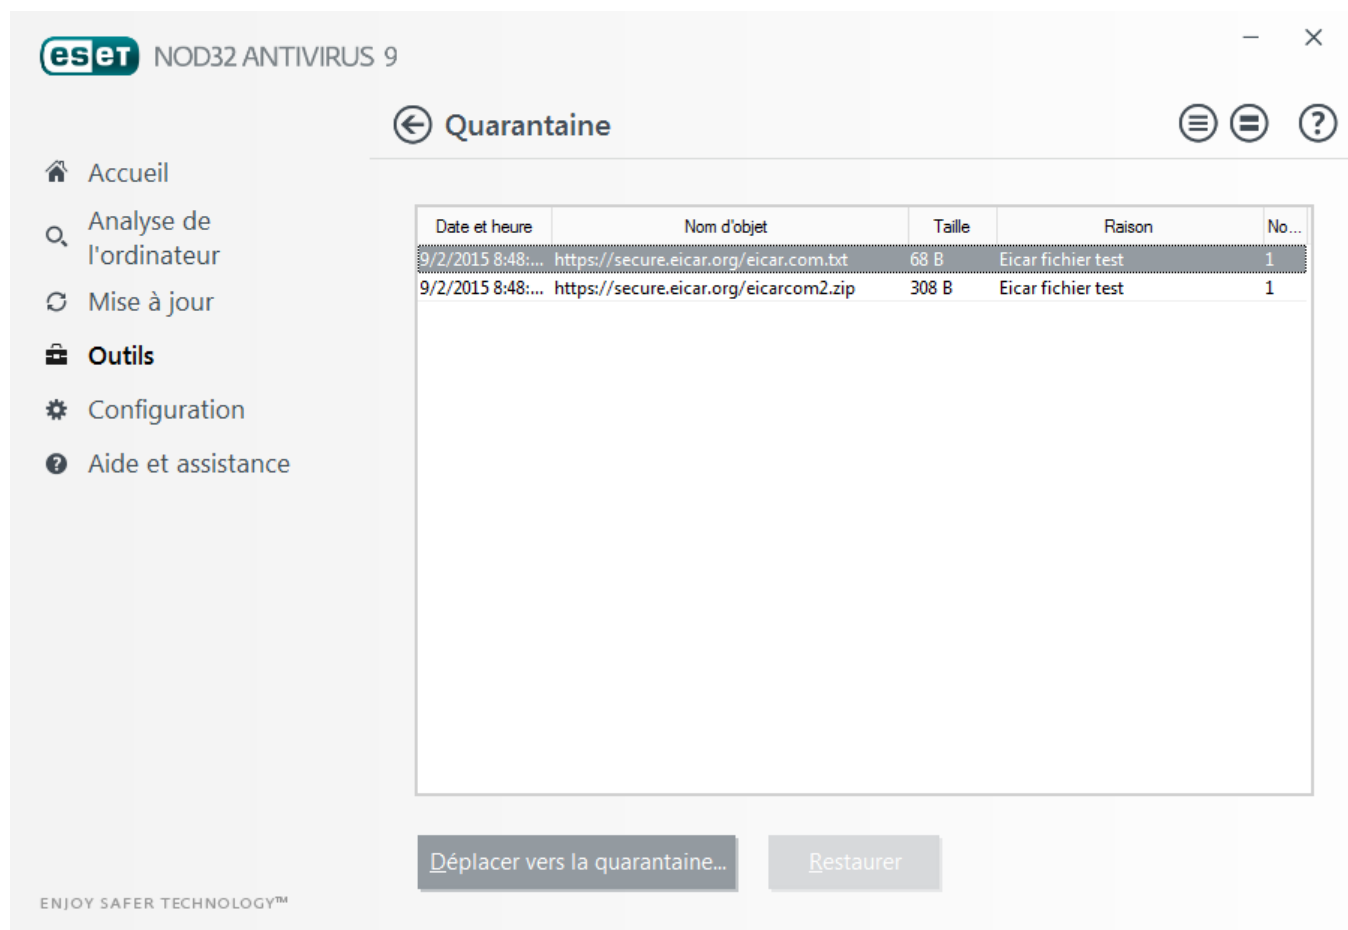 eseT NOD32 ANTIVIRUS 9
Quarantaine
?
Accueil
Analyse de
l'ordinateur
Mise à jour
Outils
Configuration
Aide et assistance
Date et heure Nom d'objet Taille Raison No...
9/2/2015 8:48:... https://secure.eicar.org/eicar.com.txt 68 B Eicar fichier test 1
9/2/2015 8:48:... https://secure.eicar.org/eicarcom2.zip 308 B Eicar fichier test 1
Déplacer vers la quarantaine... Restaurer
ENJOY SAFER TECHNOLOGY™